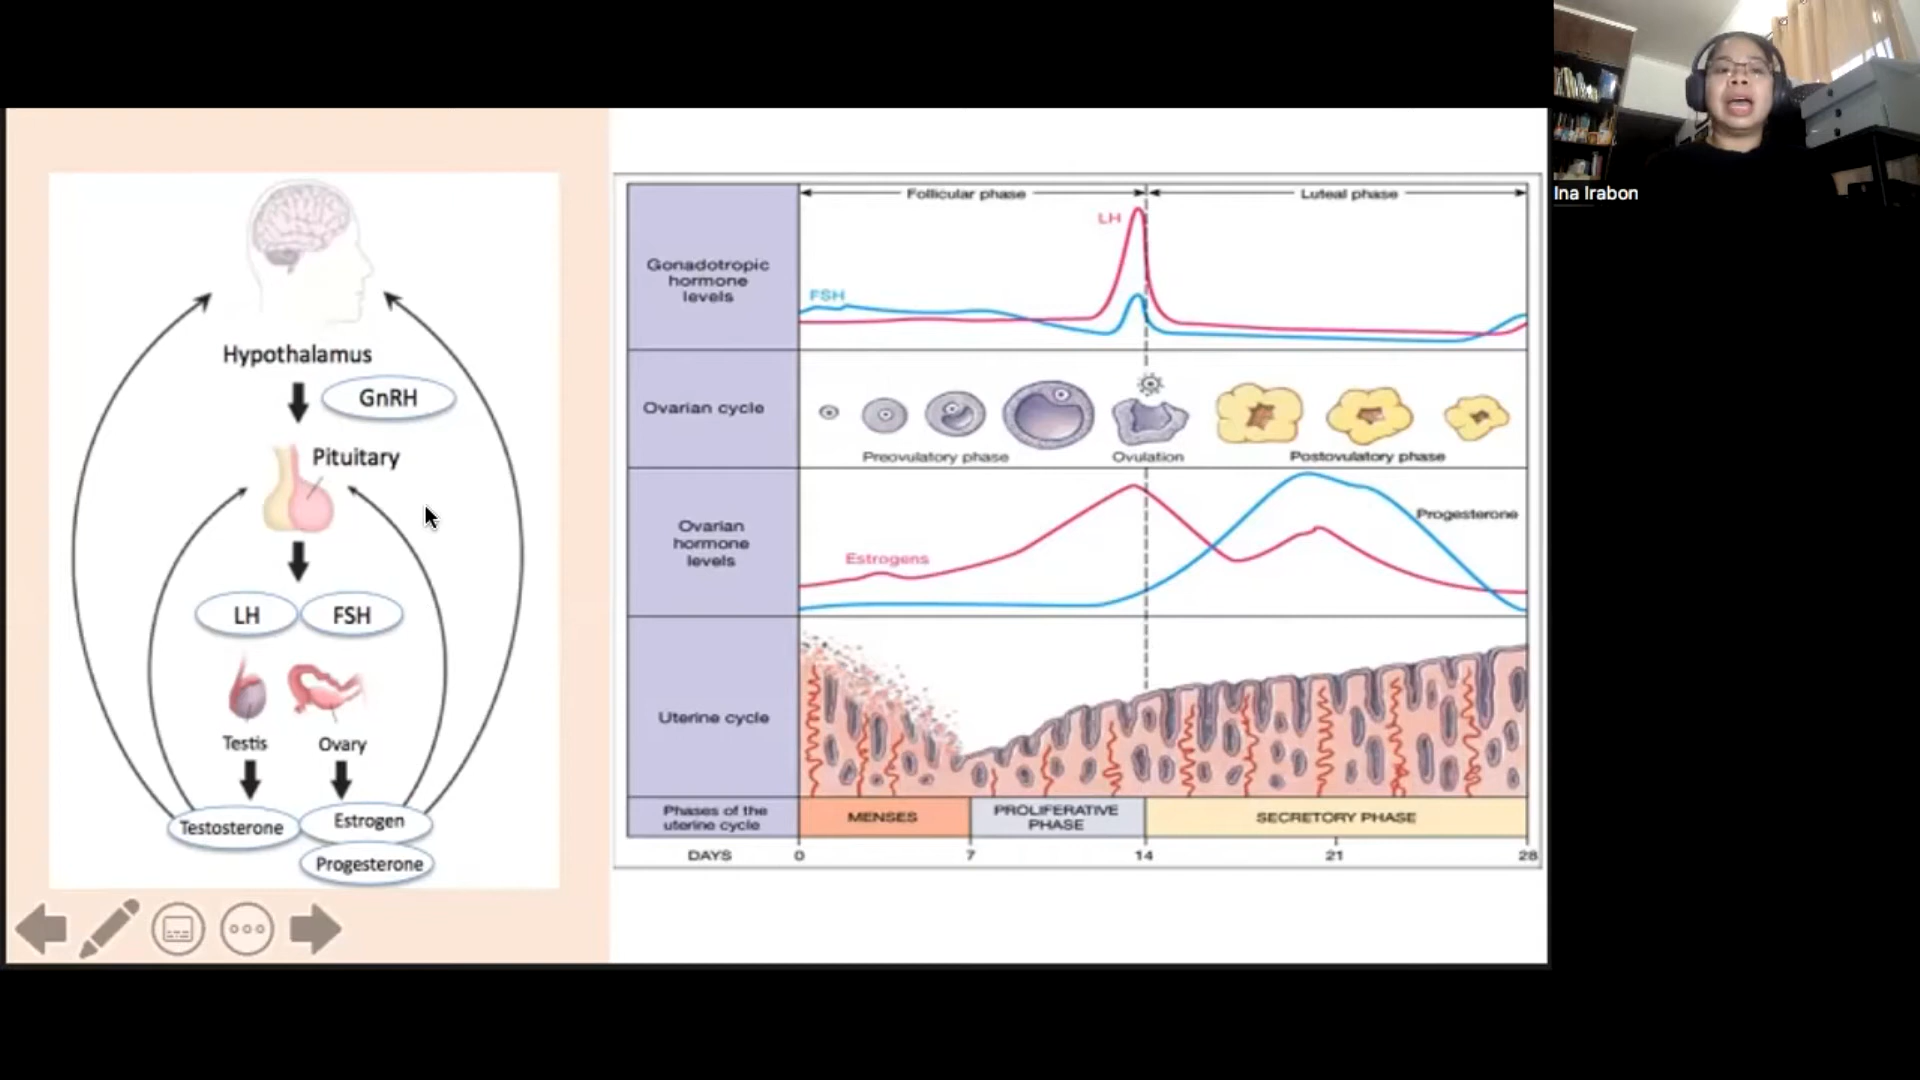 Ina Irabon
Hypothalamus
GnRH
Pituitary
LH
FSH
Testis
Ovary
Testosterone
Estrogen
Progesterone
Follicular phase
Luteal phase
Gonadotropic
hormone
levels
LH
FSH
Ovarian cycle
Preovulatory phase
Ovulation
Postovulatory phase
Ovarian
hormone
levels
Estrogens
Progesterone
Uterine cycle
Phases of the
uterine cycle
MENSES
PROLIFERATIVE
PHASE
SECRETORY PHASE
DAYS
0
7
14
21
28